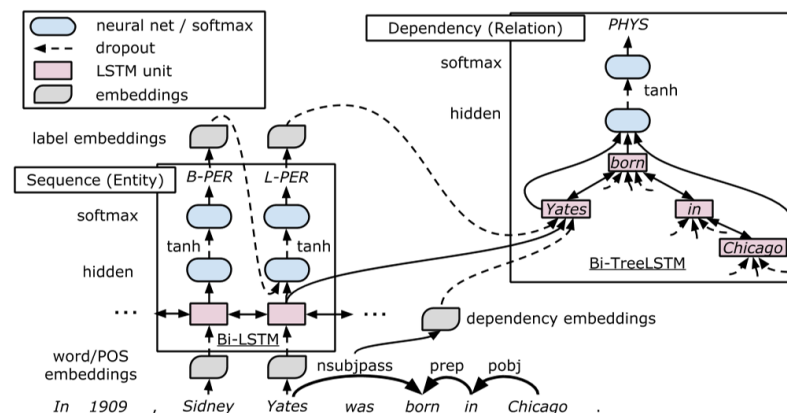 neural net / softmax
dropout
LSTM unit
embeddings
label embeddings
Sequence (Entity)
B-PER L-PER
softmax
tanh tanh
hidden
... ...
Bi-LSTM
word/POS
embeddings
Dependency (Relation)
PHYS
softmax
tanh
hidden
born
Yates in
Chicago
Bi-TreeLSTM
dependency embeddings
nsubjpass prep pobj
In 1909 , Sidney Yates was born in Chicago .